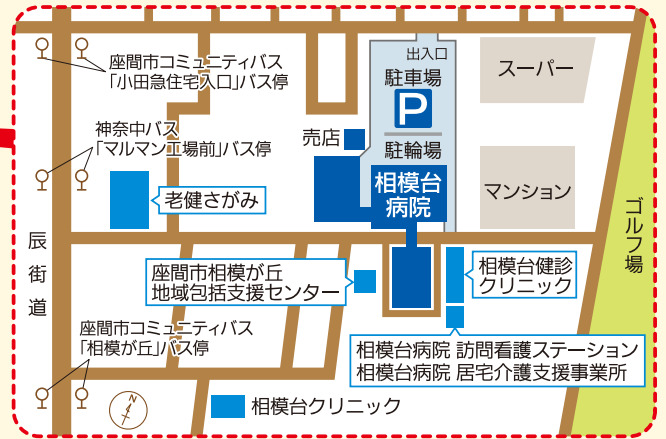 出入口
座間市コミュニティバス
「小田急住宅入口」バス停
駐車場
P
スーパー
神奈中バス
「マルマン工場前」バス停
売店
駐輪場
老健さがみ
相模台
病院
マンション
ゴルフ場
辰街道
座間市相模が丘
地域包括支援センター
相模台健診
クリニック
座間市コミュニティバス
「相模が丘」バス停
相模台病院 訪問看護ステーション
相模台病院 居宅介護支援事業所
N
相模台クリニック